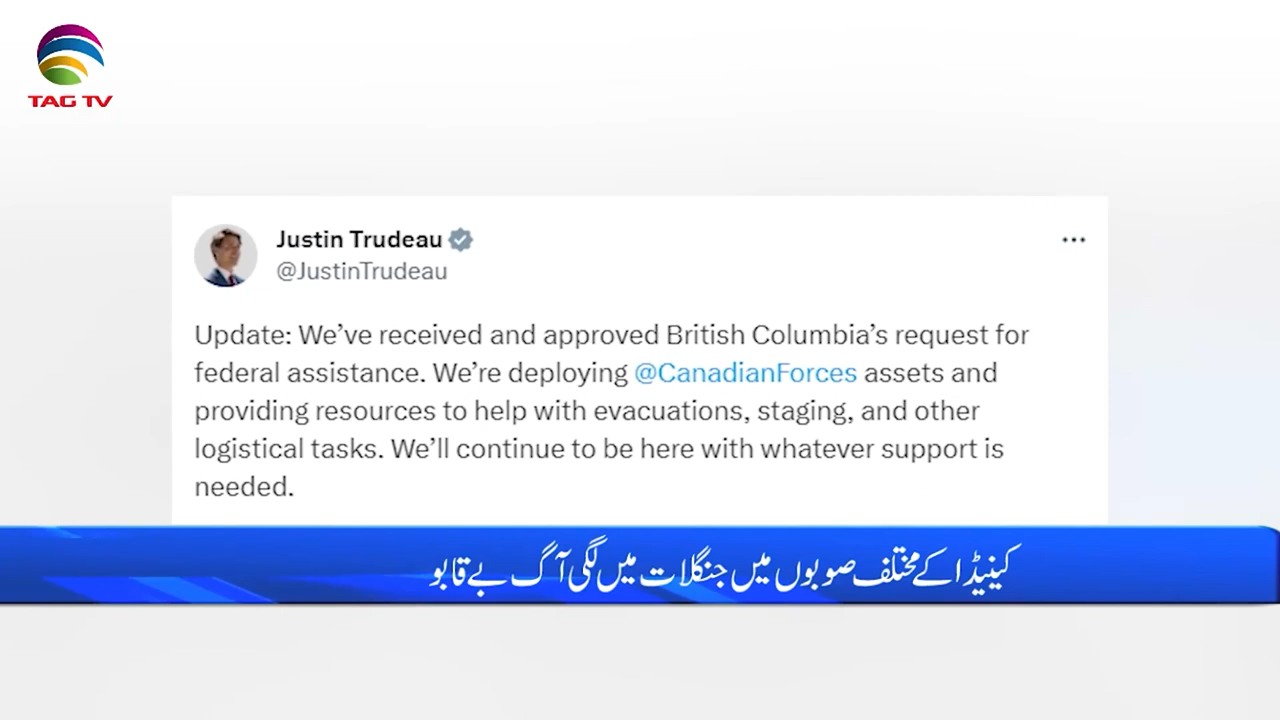 TAG TV
Justin Trudeau
@JustinTrudeau
Update: We’ve received and approved British Columbia’s request for
federal assistance. We’re deploying @CanadianForces assets and
providing resources to help with evacuations, staging, and other
logistical tasks. We’ll continue to be here with whatever support is
needed.
کینیڈا کے مختلف صوبوں میں جنگلات میں لگی آگ بے قابو